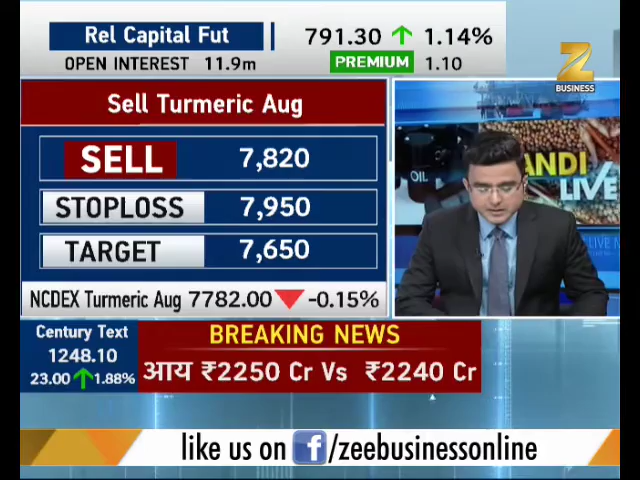 Rel Capital Fut
791.30 1.14%
OPEN INTEREST 11.9m
PREMIUM 1.10
Z
BUSINESS
Sell Turmeric Aug
SELL 7,820
STOPLOSS 7,950
TARGET 7,650
NCDEX Turmeric Aug 7782.00 -0.15%
OIL
ANDI
LIVE
Century Text
1248.10
23.00 1.88%
BREAKING NEWS
आय ₹2250 Cr Vs ₹2240 Cr
like us on f/zeebusinessonline